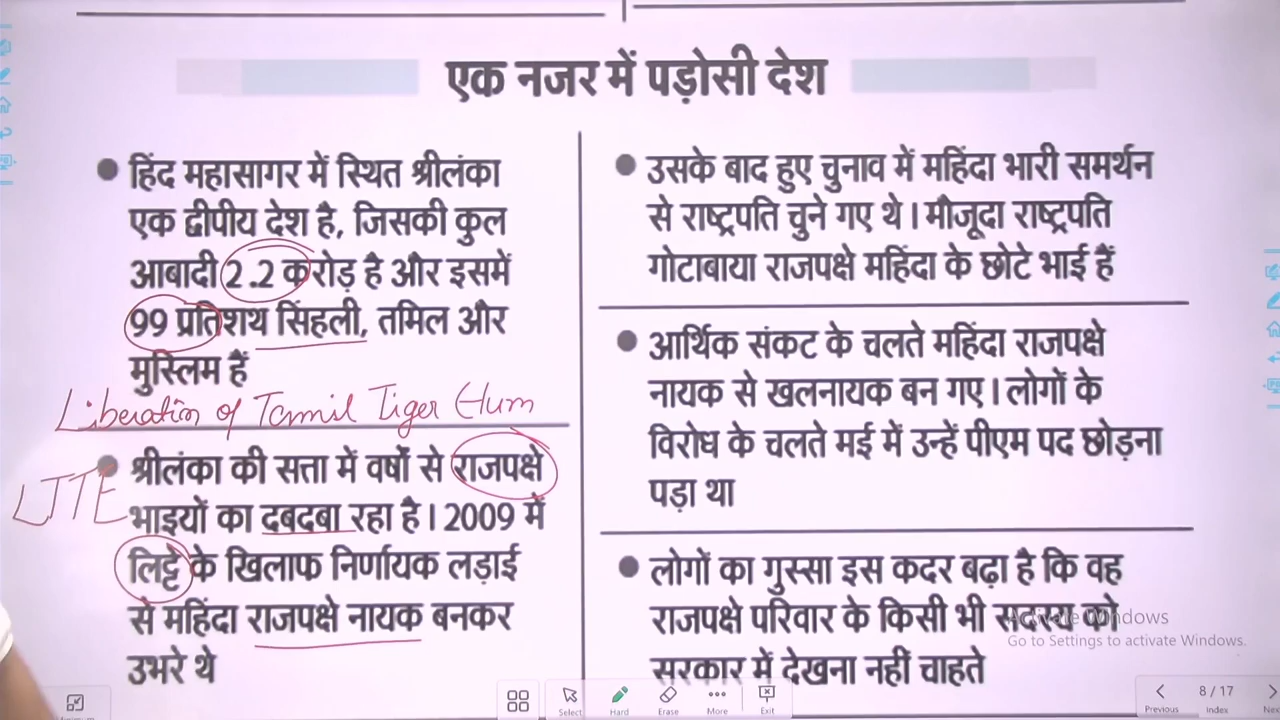 एक नजर में पड़ोसी देश
हिंद महासागर में स्थित श्रीलंका
एक द्वीपीय देश है, जिसकी कुल
आबादी 2.2 करोड़ है और इसमें
99 प्रतिशथ सिंहली, तमिल और
मुस्लिम हैं
Liberation of Tamil Tiger Elum
LTTE
श्रीलंका की सत्ता में वर्षों से राजपक्षे
भाइयों का दबदबा रहा है। 2009 में
लिट्टे के खिलाफ निर्णायक लड़ाई
से महिंदा राजपक्षे नायक बनकर
उभरे थे
उसके बाद हुए चुनाव में महिंदा भारी समर्थन
से राष्ट्रपति चुने गए थे। मौजूदा राष्ट्रपति
गोटाबाया राजपक्षे महिंदा के छोटे भाई हैं
आर्थिक संकट के चलते महिंदा राजपक्षे
नायक से खलनायक बन गए। लोगों के
विरोध के चलते मई में उन्हें पीएम पद छोड़ना
पड़ा था
लोगों का गुस्सा इस कदर बढ़ा है कि वह
राजपक्षे परिवार के किसी भी सदस्य को
सरकार में देखना नहीं चाहते
Activate Windows
Go to Settings to activate Windows.
Select Hard Erase More Exit
8 / 17
Previous Index